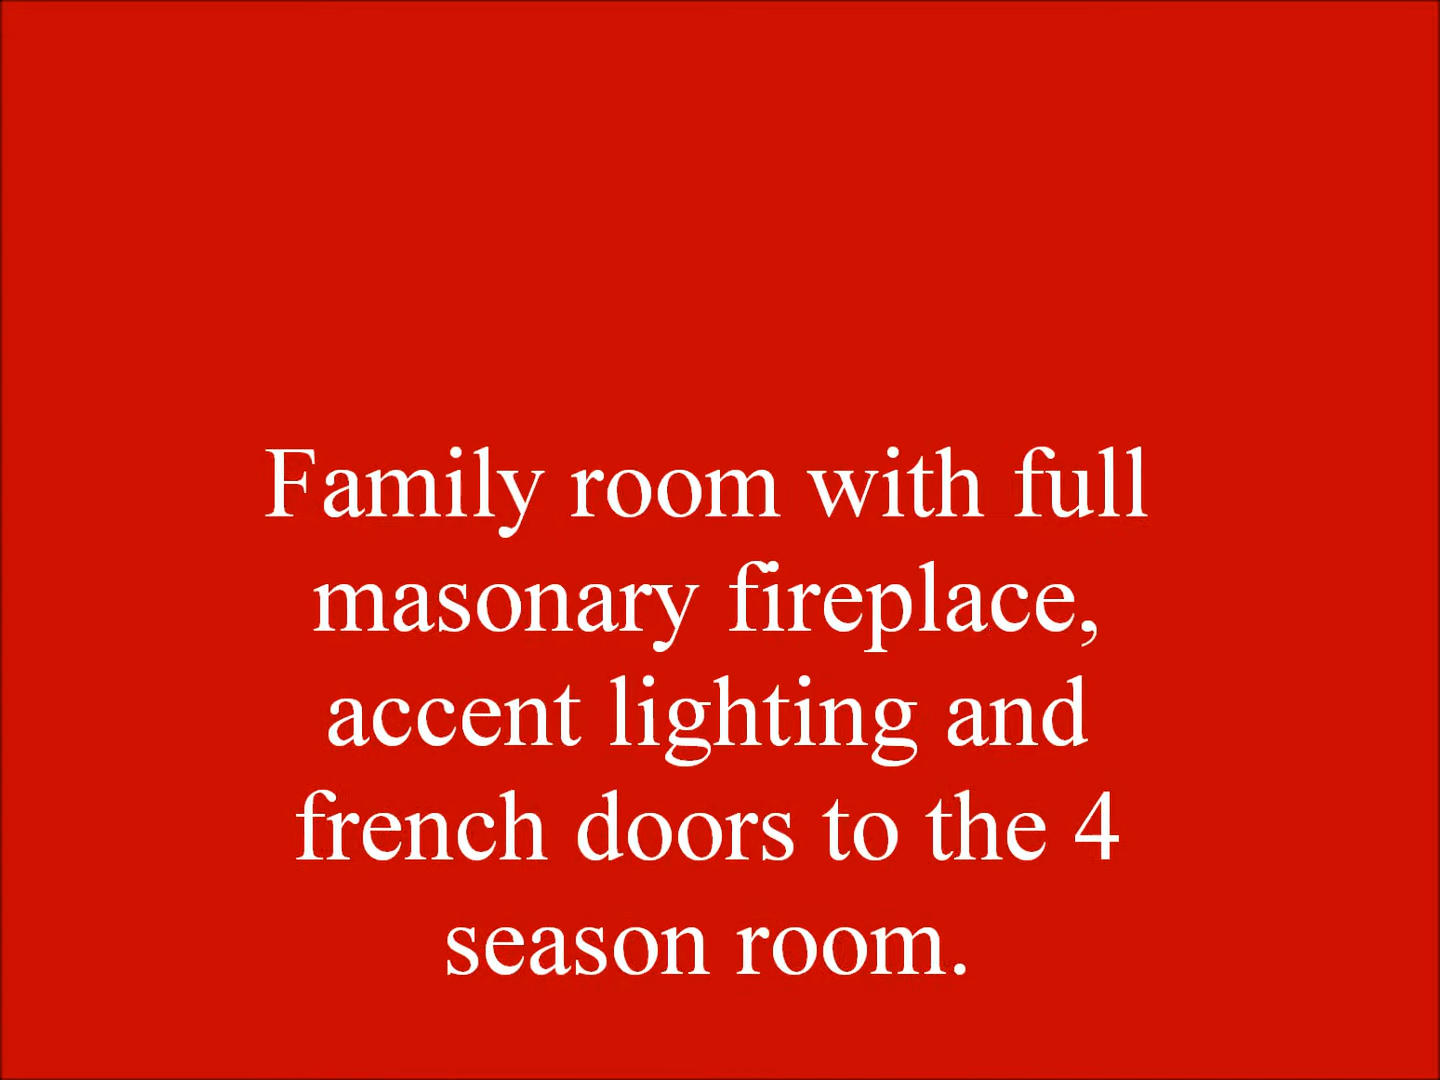 Family room with full
masonary fireplace,
accent lighting and
french doors to the 4
season room.